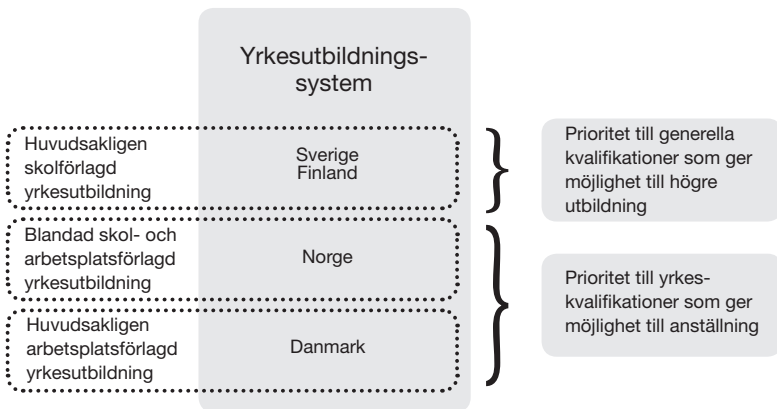 Yrkesutbildnings-
system
Huvudsakligen
skolförlagd
yrkesutbildning
Sverige
Finland
Prioritet till generella
kvalifikationer som ger
möjlighet till högre
utbildning
Blandad skol- och
arbetsplatsförlagd
yrkesutbildning
Norge
Huvudsakligen
arbetsplatsförlagd
yrkesutbildning
Danmark
Prioritet till yrkes-
kvalifikationer som ger
möjlighet till anställning